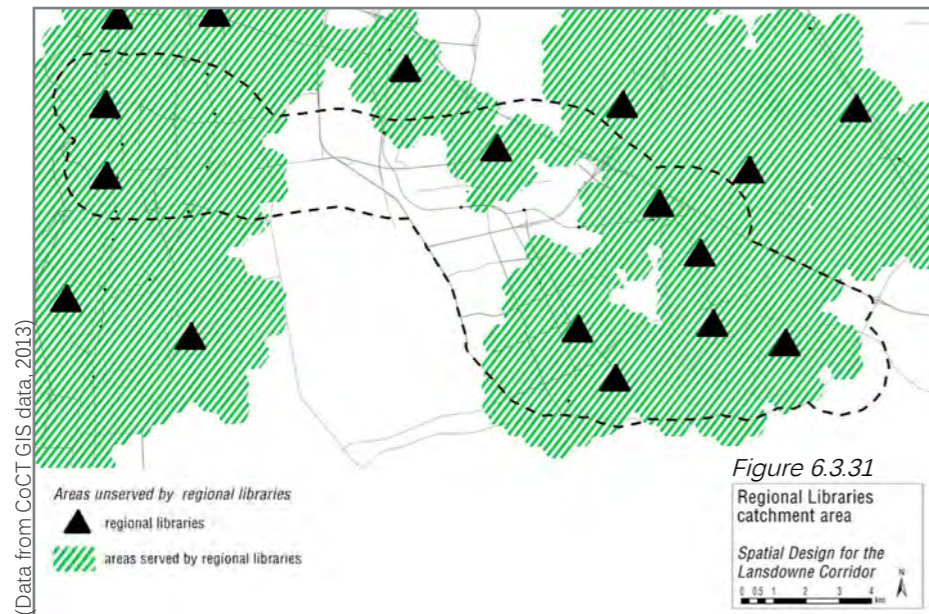 (Data from CoCT GIS data, 2013)
Areas unserved by regional libraries
regional libraries
areas served by regional libraries
Figure 6.3.31
Regional Libraries
catchment area
Spatial Design for the
Lansdowne Corridor
N
0 0.5 1 2 3 4
km